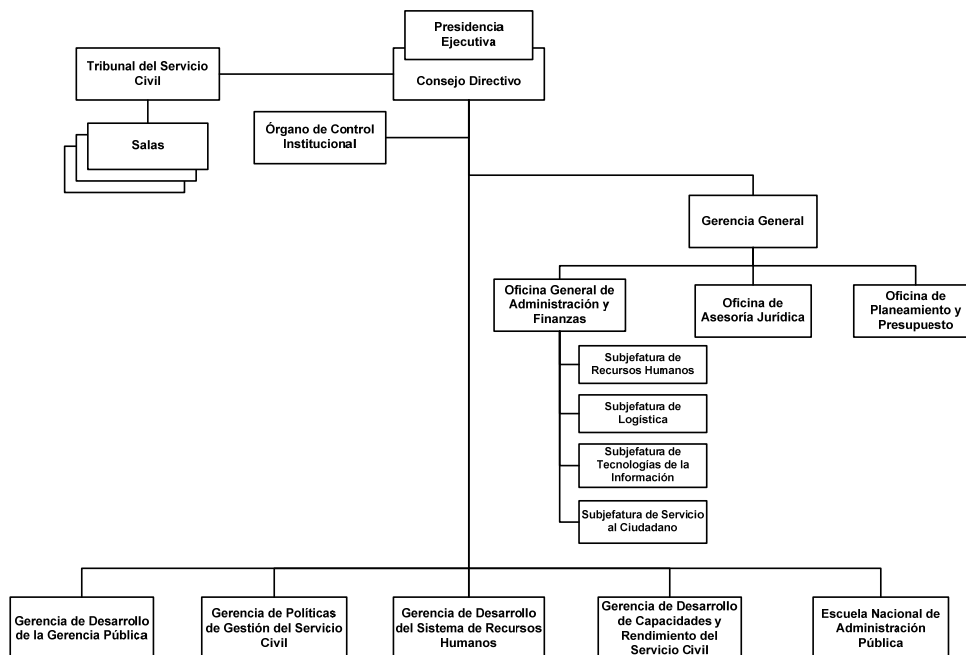 Presidencia
Ejecutiva
Consejo Directivo
Tribunal del Servicio
Civil
Salas
Órgano de Control
Institucional
Gerencia General
Oficina General de
Administración y
Finanzas
Oficina de
Asesoría Jurídica
Oficina de
Planeamiento y
Presupuesto
Subjefatura de
Recursos Humanos
Subjefatura de
Logística
Subjefatura de
Tecnologías de la
Información
Subjefatura de Servicio
al Ciudadano
Gerencia de Desarrollo
de la Gerencia Pública
Gerencia de Políticas
de Gestión del Servicio
Civil
Gerencia de Desarrollo
del Sistema de Recursos
Humanos
Gerencia de Desarrollo
de Capacidades y
Rendimiento del
Servicio Civil
Escuela Nacional de
Administración
Pública